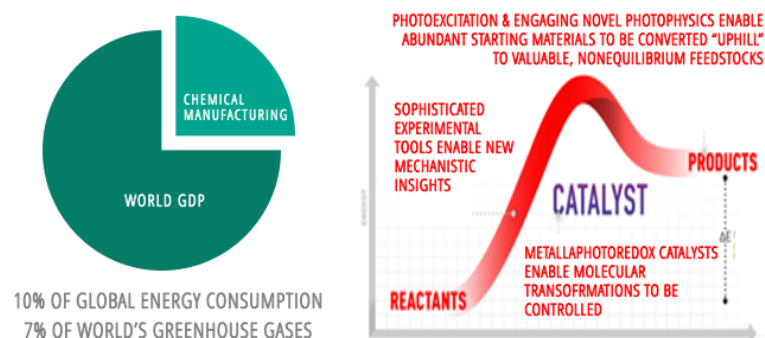 CHEMICAL
MANUFACTURING
WORLD GDP
10% OF GLOBAL ENERGY CONSUMPTION
7% OF WORLD'S GREENHOUSE GASES
PHOTOEXCITATION & ENGAGING NOVEL PHOTOPHYSICS ENABLE
ABUNDANT STARTING MATERIALS TO BE CONVERTED “UPHILL”
TO VALUABLE, NONEQUILIBRIUM FEEDSTOCKS
SOPHISTICATED
EXPERIMENTAL
TOOLS ENABLE NEW
MECHANISTIC
INSIGHTS
PRODUCTS
CATALYST
ENERGY
ΔE
METALLAPHOTOREDOX CATALYSTS
ENABLE MOLECULAR
TRANSOFRMATIONS TO BE
CONTROLLED
REACTANTS